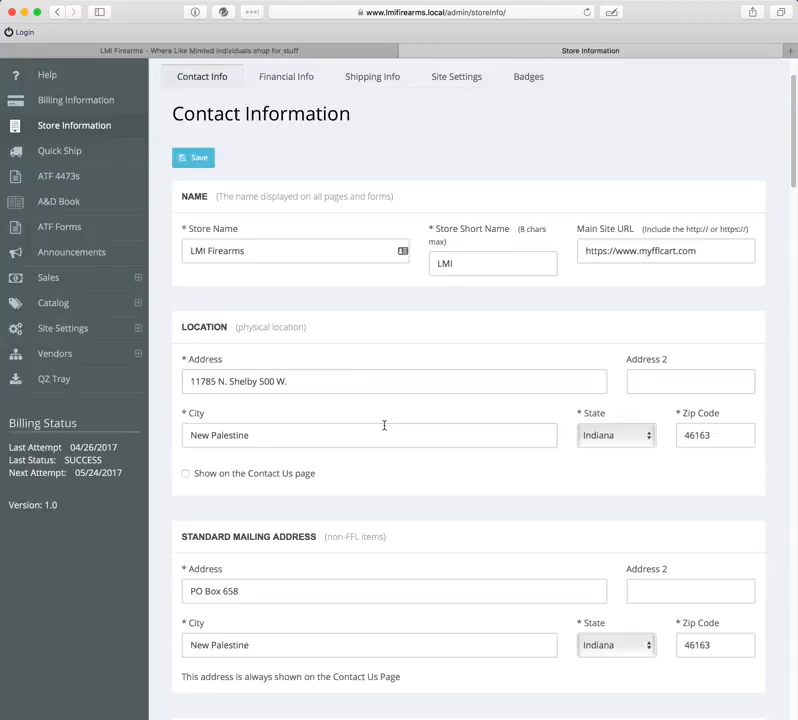 www.lmifirearms.local/admin/storeInfo/
Login
LMI Firearms - Where Like Minded individuals shop for stuff
Store Information
? Help
Billing Information
Store Information
Quick Ship
ATF 4473s
A&D Book
ATF Forms
Announcements
Sales
Catalog
Site Settings
Vendors
QZ Tray
Billing Status
Last Attempt 04/26/2017
Last Status: SUCCESS
Next Attempt: 05/24/2017
Version: 1.0
Contact Info Financial Info Shipping Info Site Settings Badges
Contact Information
Save
NAME (The name displayed on all pages and forms)
* Store Name
LMI Firearms
* Store Short Name (8 chars
max)
LMI
Main Site URL (Include the http:// or https://)
https://www.myfflcart.com
LOCATION (physical location)
* Address
11785 N. Shelby 500 W.
Address 2
* City
New Palestine
* State
Indiana
* Zip Code
46163
Show on the Contact Us page
STANDARD MAILING ADDRESS (non-FFL items)
* Address
PO Box 658
Address 2
* City
New Palestine
* State
Indiana
* Zip Code
46163
This address is always shown on the Contact Us Page